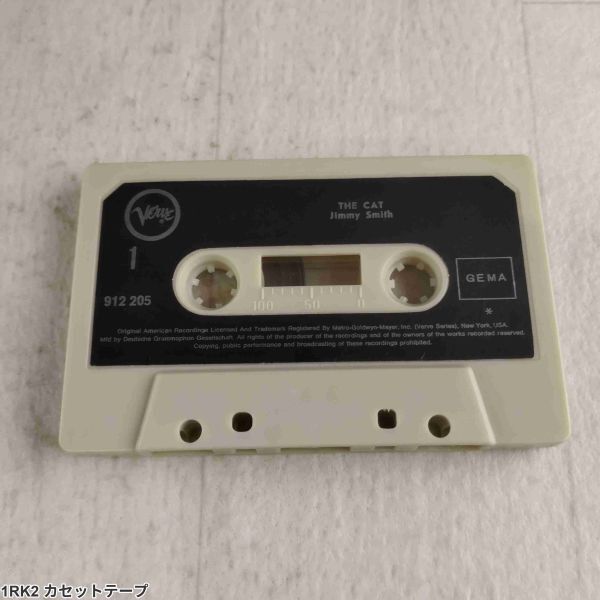 Verve
THE CAT
Jimmy Smith
1
912 205
GEMA
100 50 0
*
Original American Recordings Licensed And Trademark Registered By Metro-Goldwyn-Mayer, Inc. (Verve Series), New York, USA.
Mfd by Deutsche Grammophon Gesellschaft. All rights of the producer of the recordings and of the owners of the works recorded reserved.
Copying, public performance and broadcasting of these recordings prohibited.
1RK2 カセットテープ